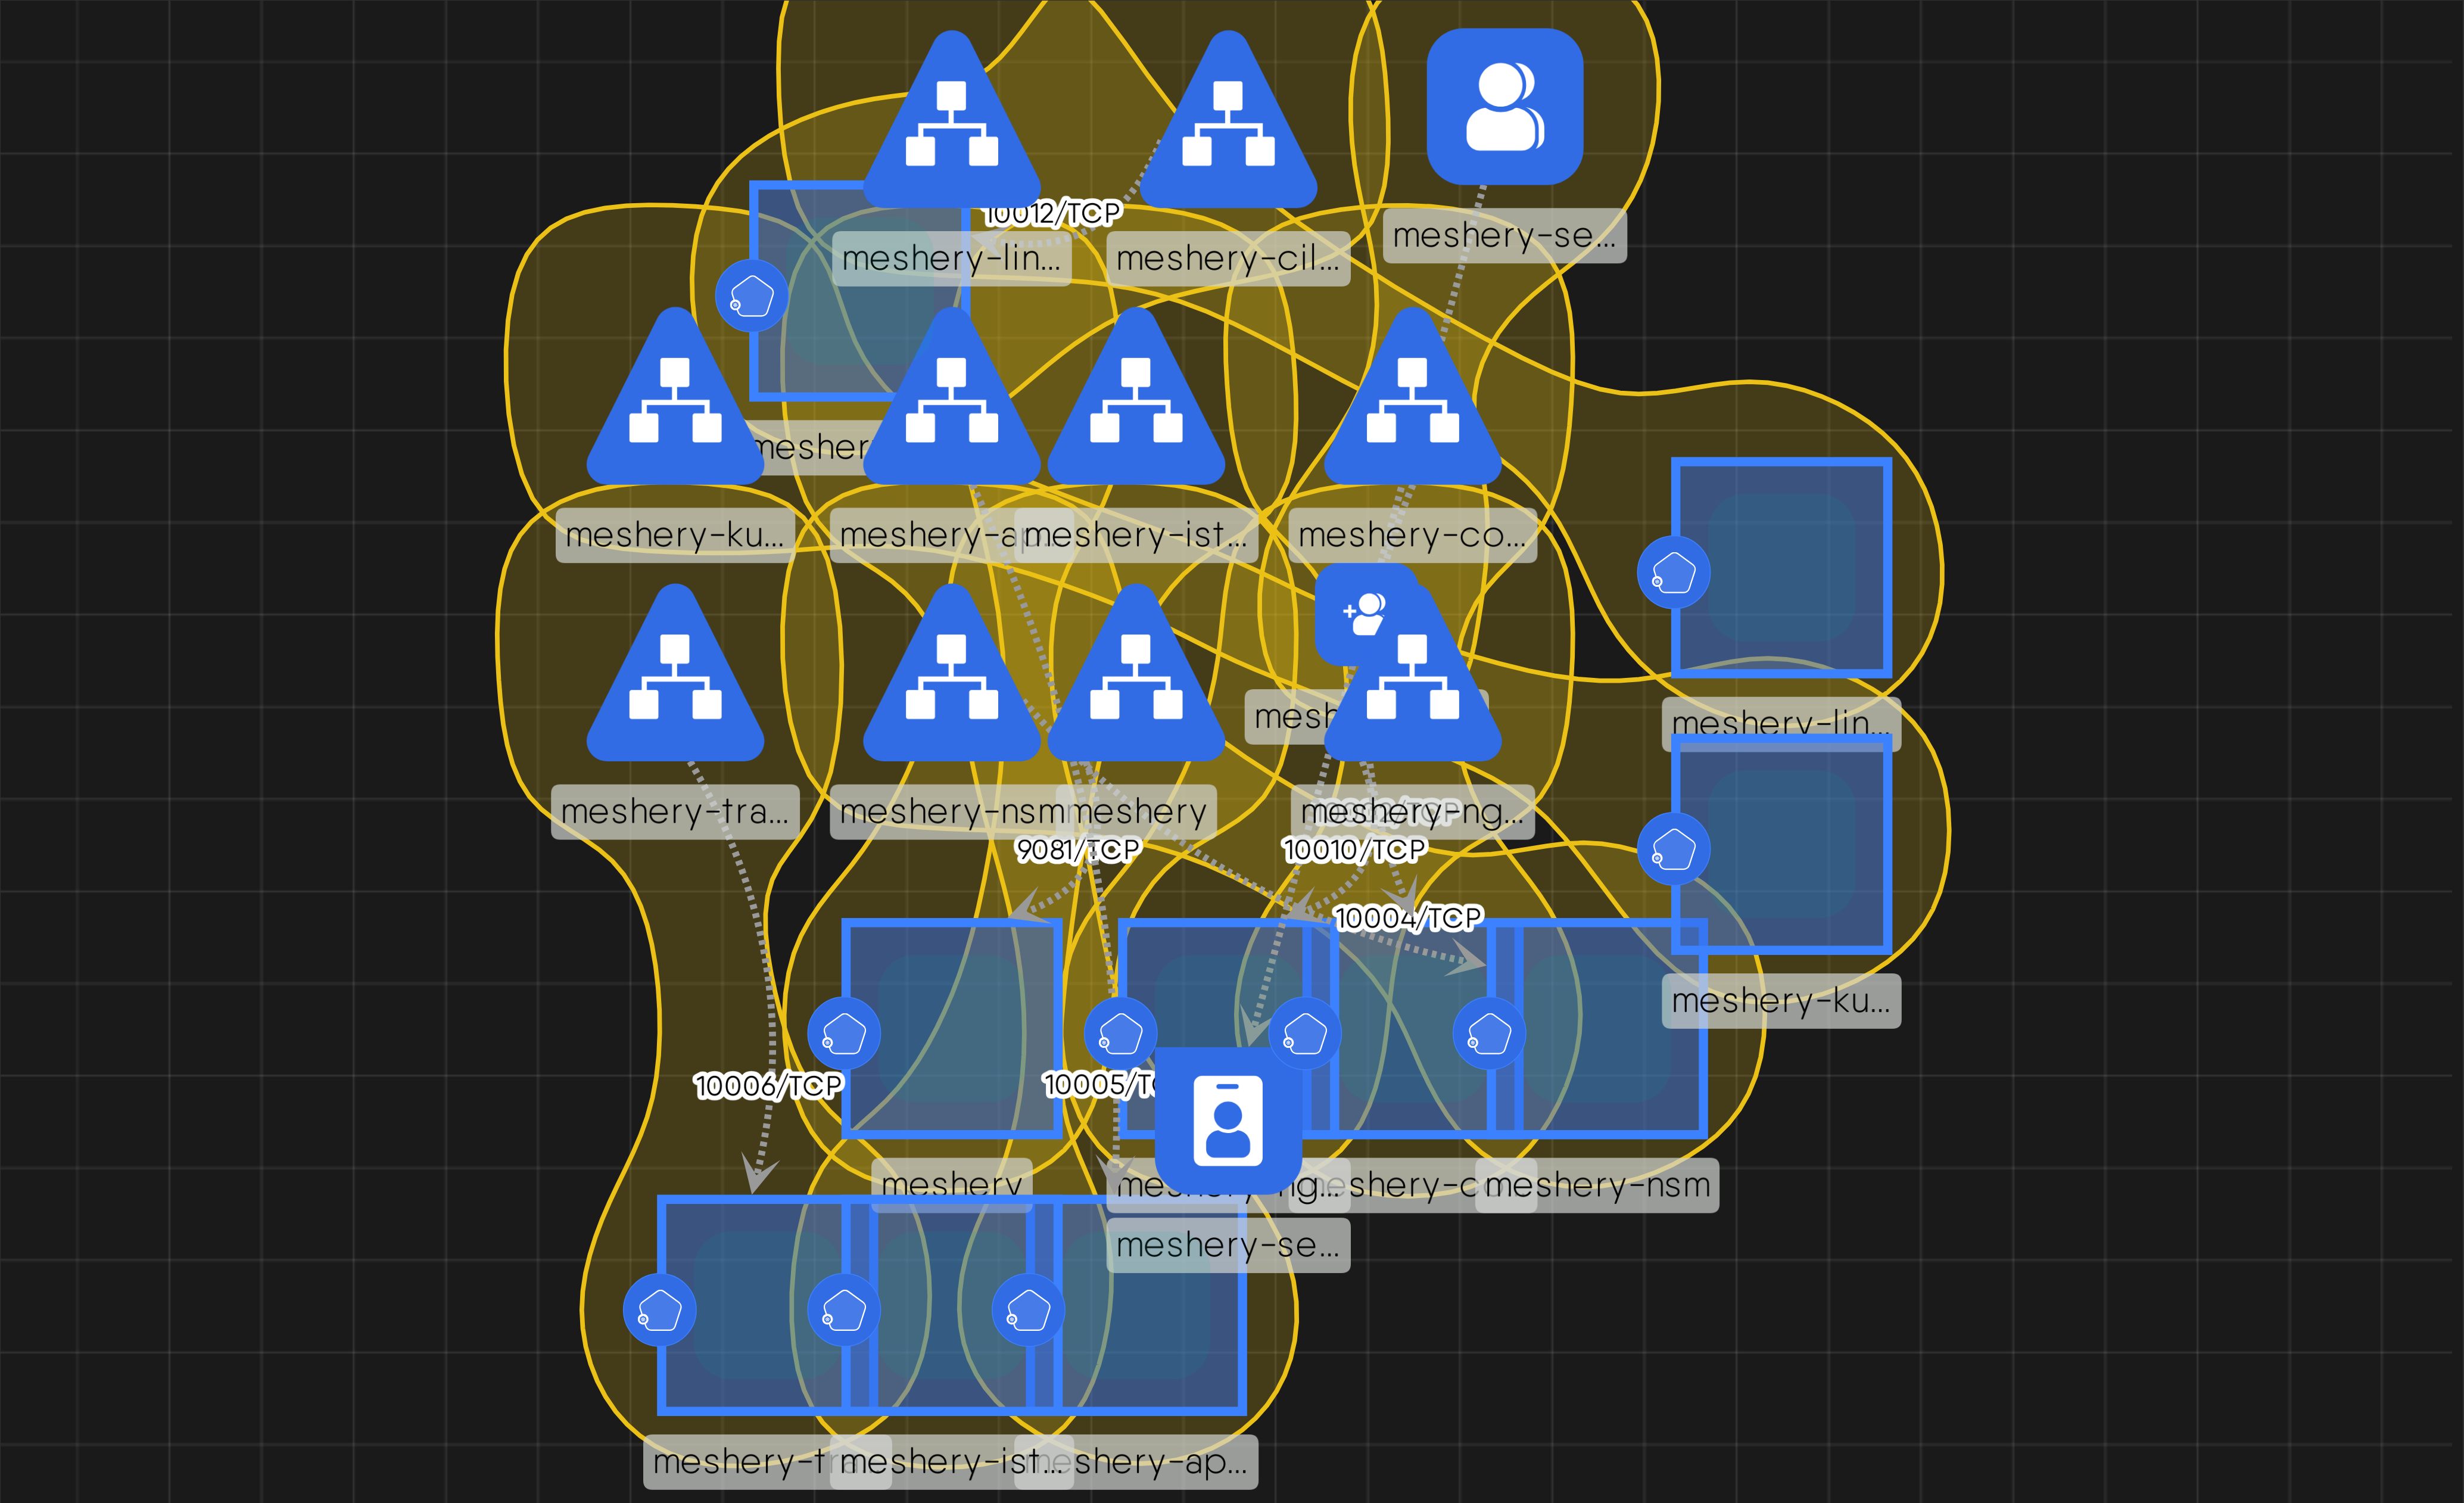 10012/TCP
meshery-lin...
meshery-cil...
meshery-se...
mesher
meshery-ku...
meshery-a
meshery-ist...
meshery-co...
mesh
meshery-lin...
meshery-tra...
meshery-nsm
meshery
meshery-ng...
9081/TCP
10010/TCP
10004/TCP
meshery-ku...
10006/TCP
10005/T
meshery
ng...
meshery-nsm
meshery-se...
meshery-t
meshery-ist...
eshery-ap...